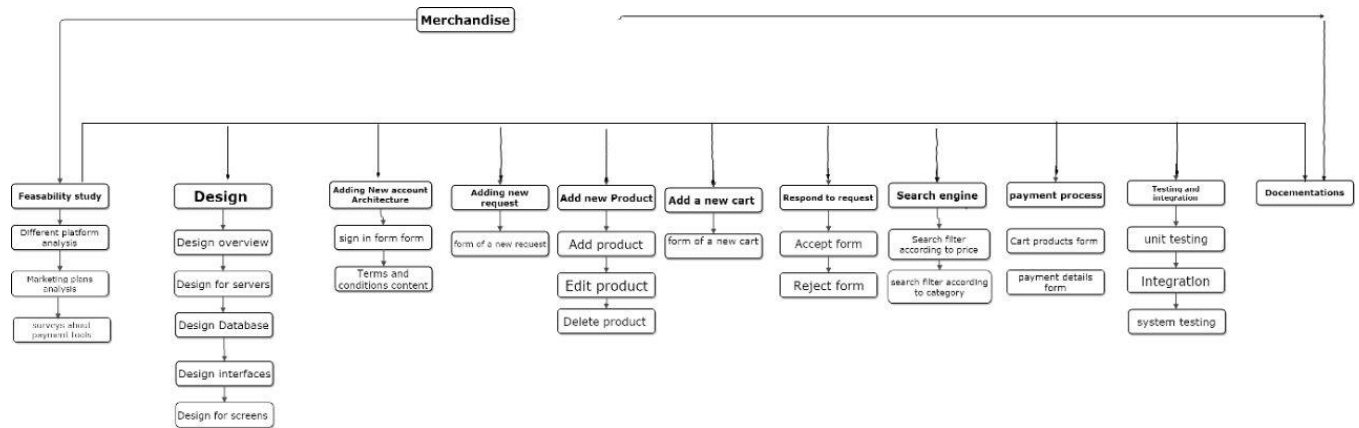 Merchandise
Feasability study
Different platform
analysis
Marketing plans
analysis
surveys about
payment tools
Design
Design overview
Design for servers
Design Database
Design interfaces
Design for screens
Adding New account
Architecture
sign in form form
Terms and
conditions content
Adding new
request
form of a new request
Add new Product
Add product
Edit product
Delete product
Add a new cart
form of a new cart
Respond to request
Accept form
Reject form
Search engine
Search filter
according to price
search filter according
to category
payment process
Cart products form
payment details
form
Testing and
integration
unit testing
Integration
system testing
Docementations